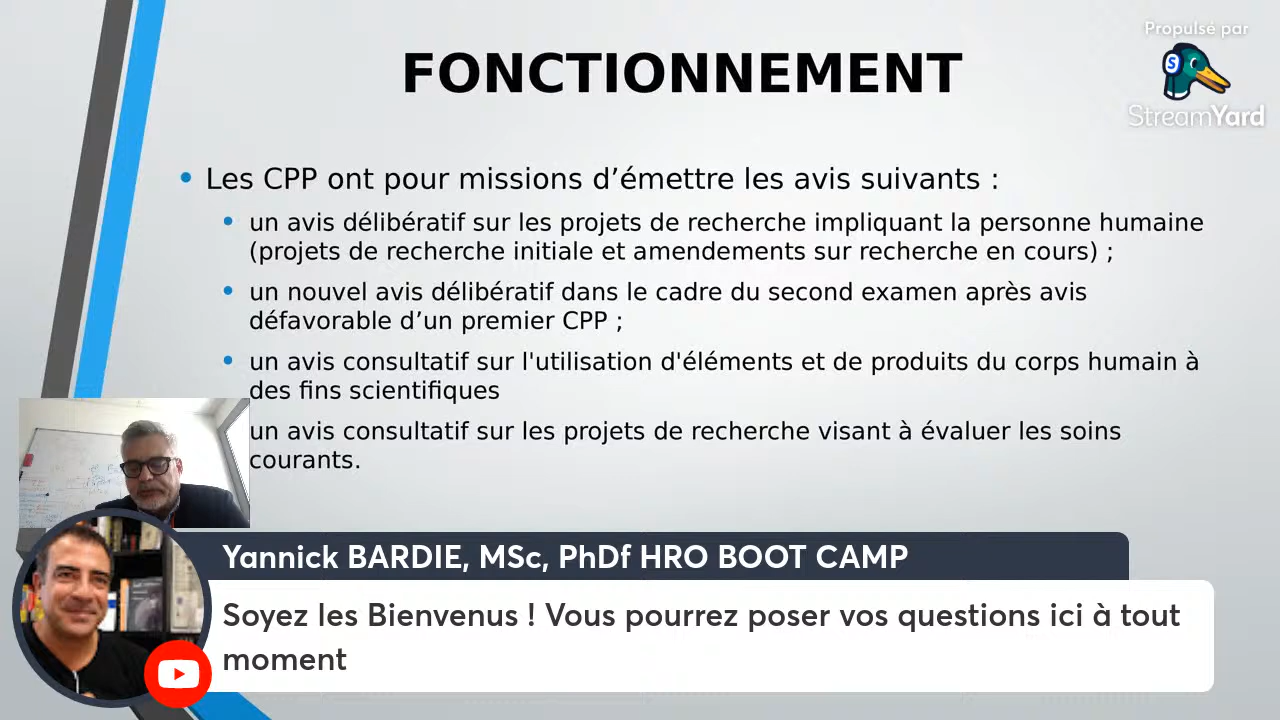 Propulsé par
StreamYard
FONCTIONNEMENT
Les CPP ont pour missions d’émettre les avis suivants :
un avis délibératif sur les projets de recherche impliquant la personne humaine
(projets de recherche initiale et amendements sur recherche en cours) ;
un nouvel avis délibératif dans le cadre du second examen après avis
défavorable d’un premier CPP ;
un avis consultatif sur l'utilisation d'éléments et de produits du corps humain à
des fins scientifiques
un avis consultatif sur les projets de recherche visant à évaluer les soins
courants.
Yannick BARDIE, MSc, PhDf HRO BOOT CAMP
Soyez les Bienvenus ! Vous pourrez poser vos questions ici à tout
moment